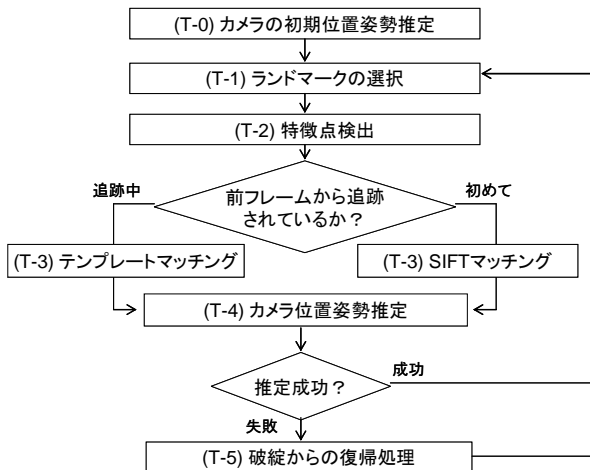 (T-0) カメラの初期位置姿勢推定
(T-1) ランドマークの選択
(T-2) 特徴点検出
前フレームから追跡
されているか？
追跡中
初めて
(T-3) テンプレートマッチング
(T-3) SIFTマッチング
(T-4) カメラ位置姿勢推定
推定成功？
成功
失敗
(T-5) 破綻からの復帰処理